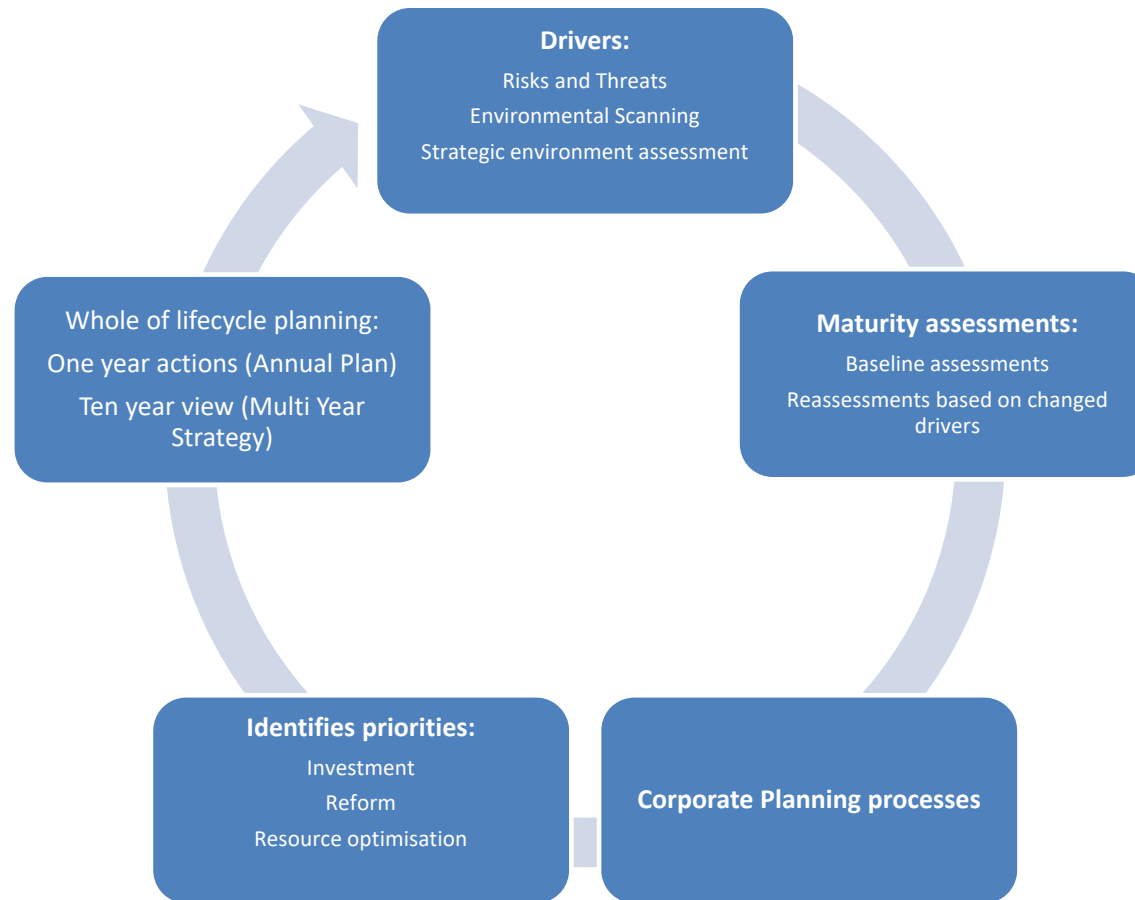 Drivers:
Risks and Threats
Environmental Scanning
Strategic environment assessment
Maturity assessments:
Baseline assessments
Reassessments based on changed
drivers
Corporate Planning processes
Identifies priorities:
Investment
Reform
Resource optimisation
Whole of lifecycle planning:
One year actions (Annual Plan)
Ten year view (Multi Year
Strategy)